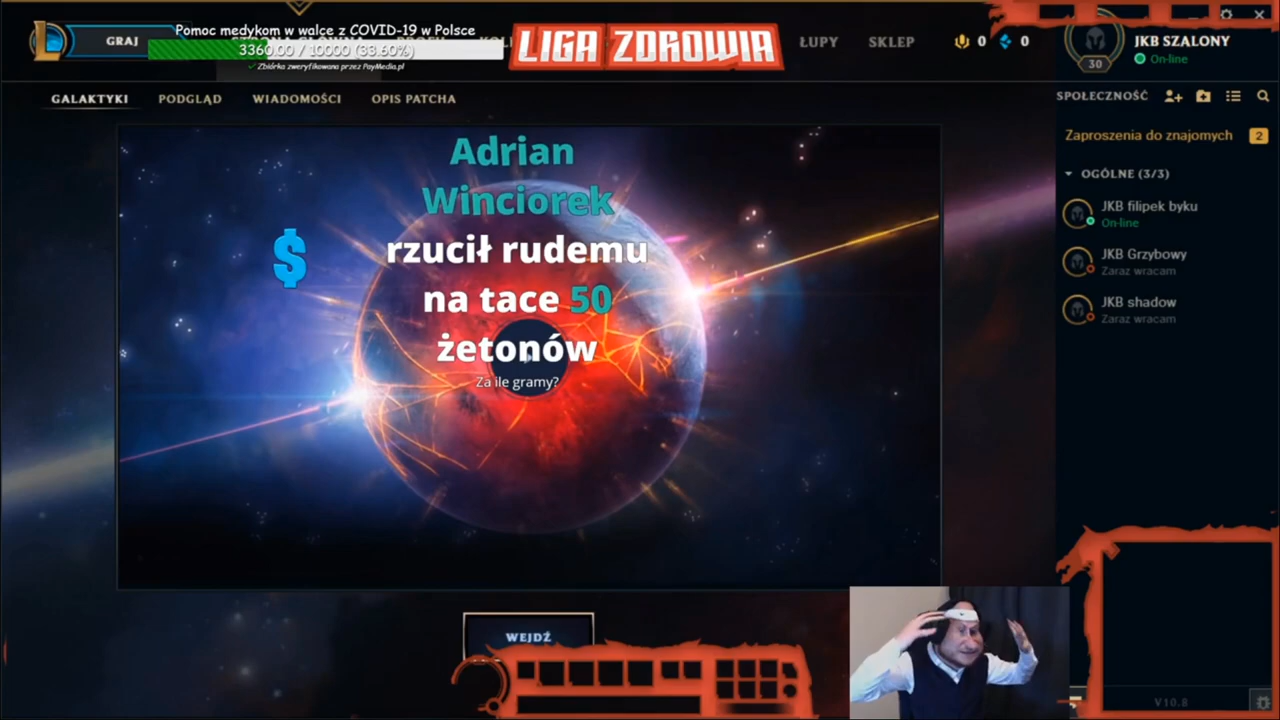 Pomoc medykom w walce z COVID-19 w Polsce
GRAJ
3360.00 / 10000 (33.60%)
Zbiórka zweryfikowana przez PayMedia.pl
LIGA ZDROWIA
ŁUPY
SKLEP
0
0
30
JKB SZALONY
On-line
GALAKTYKI
PODGLĄD
WIADOMOŚCI
OPIS PATCHA
SPOŁECZNOŚĆ
Zaproszenia do znajomych
2
OGÓLNE (3/3)
JKB filipek byku
On-line
JKB Grzybowy
Zaraz wracam
JKB shadow
Zaraz wracam
$
Adrian
Winciorek
rzucił rudemu
na tace 50
żetonów
Za ile gramy?
WEJDŹ
V10.8